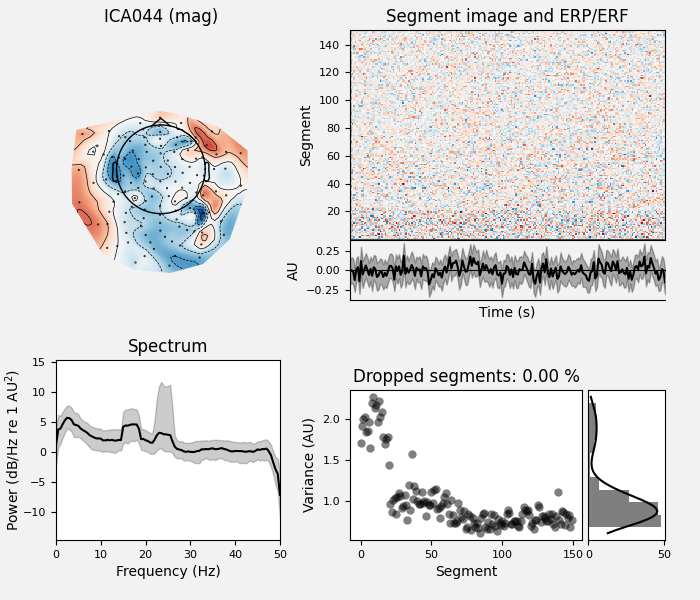 ICA044 (mag)
Segment image and ERP/ERF
Segment
140
120
100
80
60
40
20
AU
0.25
0.00
−0.25
Time (s)
Spectrum
Power (dB/Hz re 1 AU²)
15
10
5
0
−5
−10
0 10 20 30 40 50
Frequency (Hz)
Dropped segments: 0.00 %
Variance (AU)
2.0
1.5
1.0
0 50 100 150
Segment
0 50